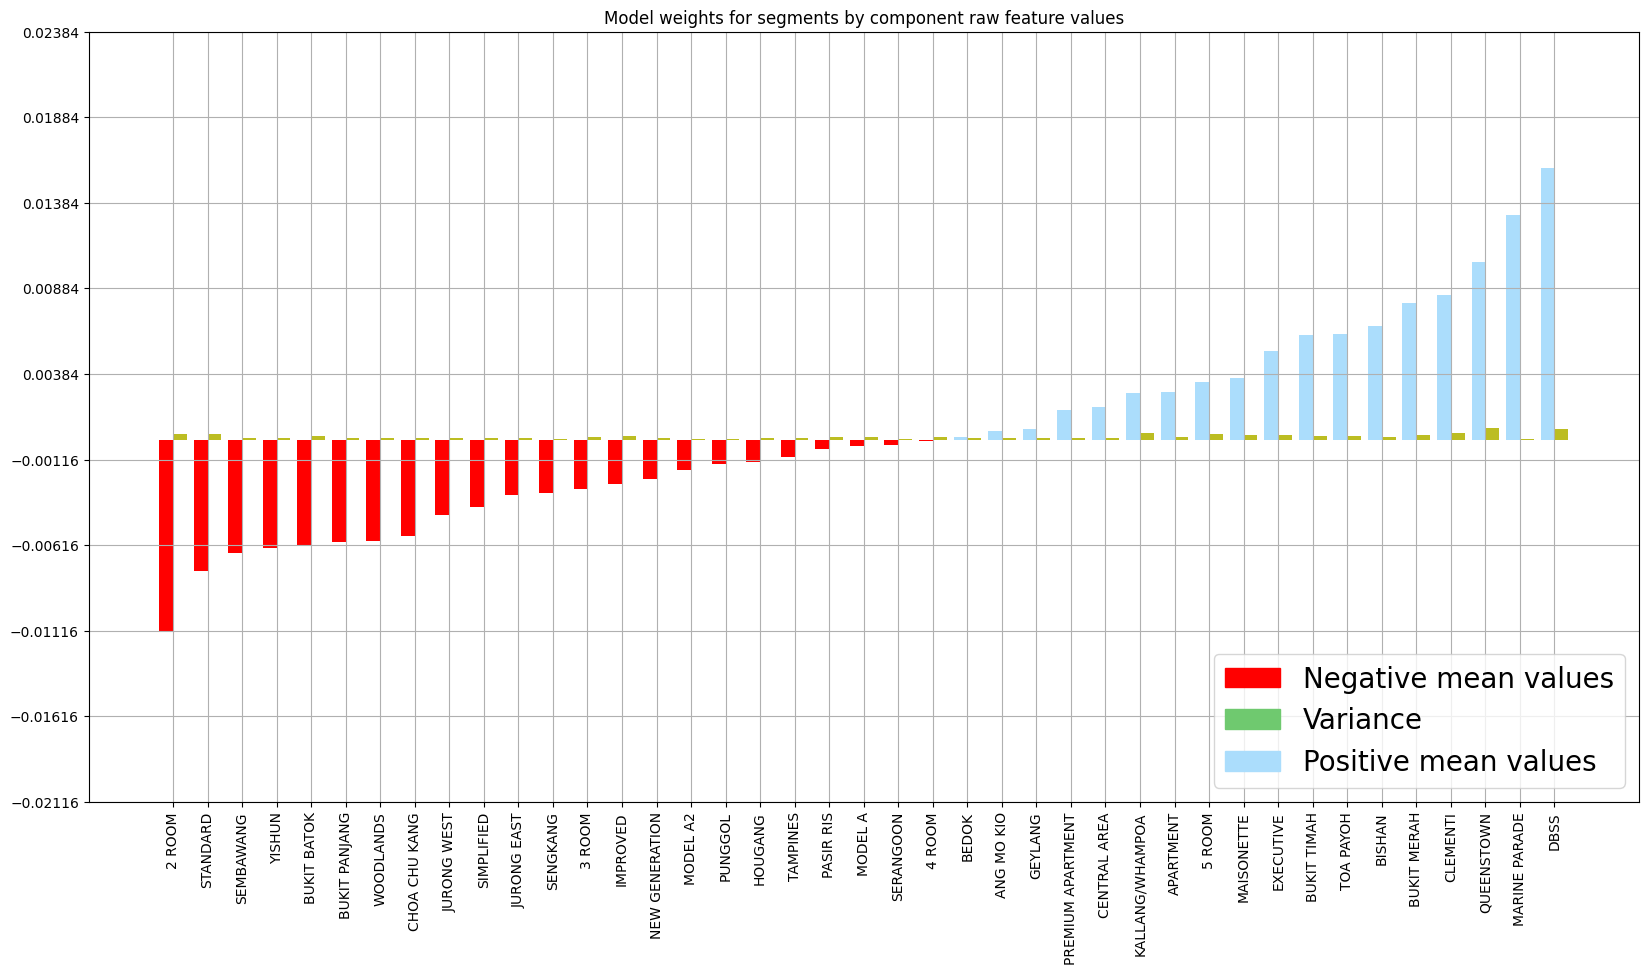 Model weights for segments by component raw feature values
0.02384
0.01884
0.01384
0.00884
0.00384
−0.00116
−0.00616
−0.01116
−0.01616
−0.02116
Negative mean values
Variance
Positive mean values
2 ROOM
STANDARD
SEMBAWANG
YISHUN
BUKIT BATOK
BUKIT PANJANG
WOODLANDS
CHOA CHU KANG
JURONG WEST
SIMPLIFIED
JURONG EAST
SENGKANG
3 ROOM
IMPROVED
NEW GENERATION
MODEL A2
PUNGGOL
HOUGANG
TAMPINES
PASIR RIS
MODEL A
SERANGOON
4 ROOM
BEDOK
ANG MO KIO
GEYLANG
PREMIUM APARTMENT
CENTRAL AREA
KALLANG/WHAMPOA
APARTMENT
5 ROOM
MAISONETTE
EXECUTIVE
BUKIT TIMAH
TOA PAYOH
BISHAN
BUKIT MERAH
CLEMENTI
QUEENSTOWN
MARINE PARADE
DBSS